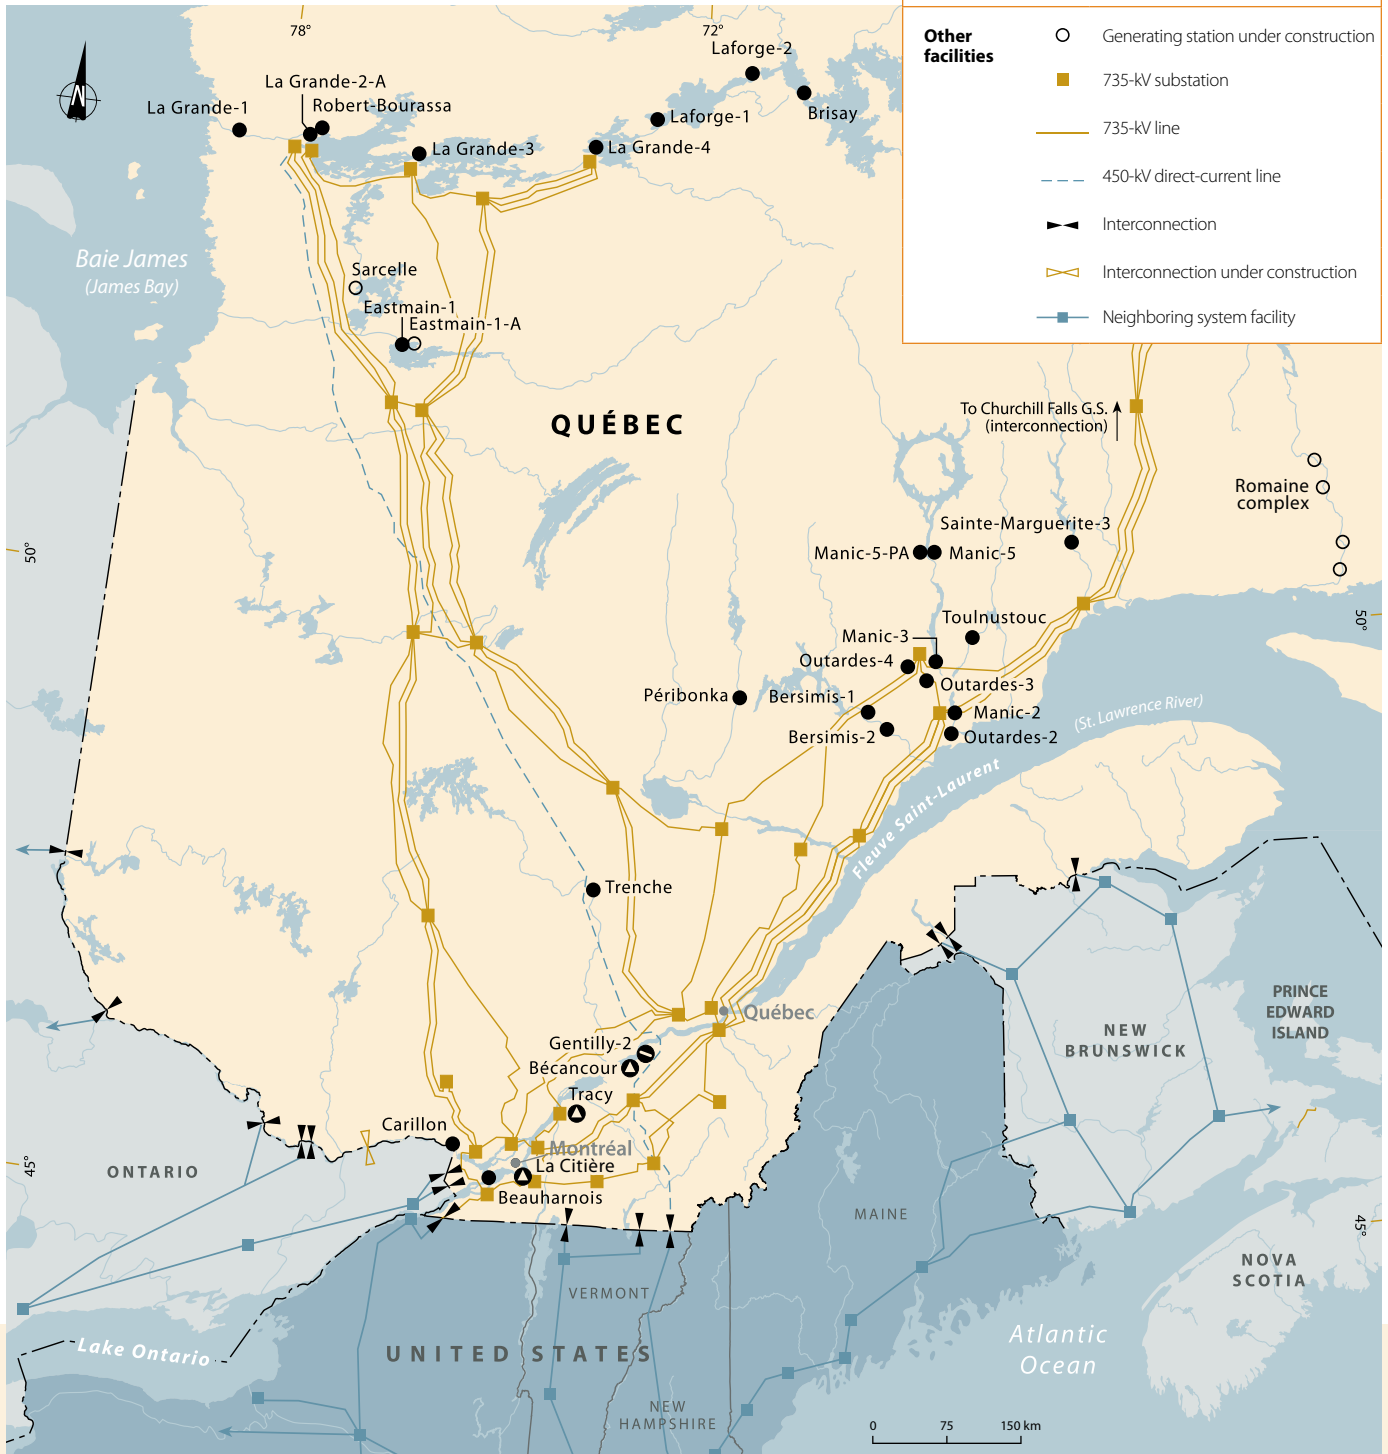 78°
72°
Other
facilities
Generating station under construction
735-kV substation
735-kV line
450-kV direct-current line
Interconnection
Interconnection under construction
Neighboring system facility
Laforge-2
La Grande-2-A
La Grande-1
Robert-Bourassa
Brisay
Laforge-1
La Grande-3
La Grande-4
Baie James
(James Bay)
Sarcelle
Eastmain-1
Eastmain-1-A
QUÉBEC
To Churchill Falls G.S.
(interconnection)
Romaine
complex
Sainte-Marguerite-3
Manic-5-PA
Manic-5
50°
50°
Toulnustouc
Manic-3
Outardes-4
Outardes-3
Péribonka
Bersimis-1
Manic-2
Bersimis-2
Outardes-2
(St. Lawrence River)
Fleuve Saint-Laurent
Trenche
Québec
Gentilly-2
Bécancour
Tracy
Carillon
Montréal
La Citière
Beauharnois
PRINCE
EDWARD
ISLAND
NEW
BRUNSWICK
45°
ONTARIO
MAINE
45°
NOVA
SCOTIA
VERMONT
Lake Ontario
UNITED STATES
Atlantic
Ocean
NEW
HAMPSHIRE
0 75 150 km